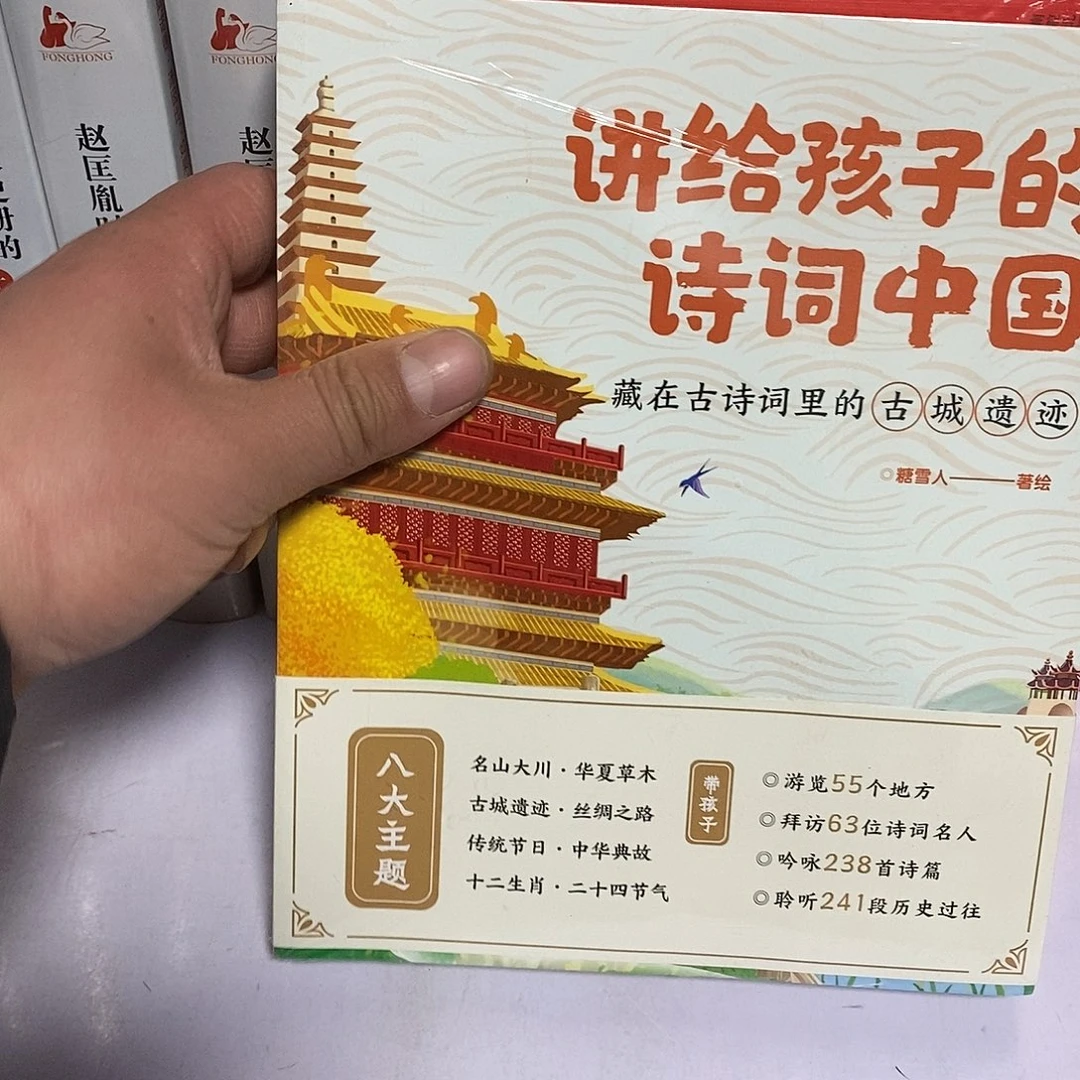 FONGHONG
FONGHONG
赵匡胤
赵匡
的
讲给孩子的
诗词中国
藏在古诗词里的古城遗迹
◎糖雪人——著绘
八大主题
名山大川·华夏草木
古城遗迹·丝绸之路
传统节日·中华典故
十二生肖·二十四节气
带孩子
◎游览55个地方
◎拜访63位诗词名人
◎吟咏238首诗篇
◎聆听241段历史过往